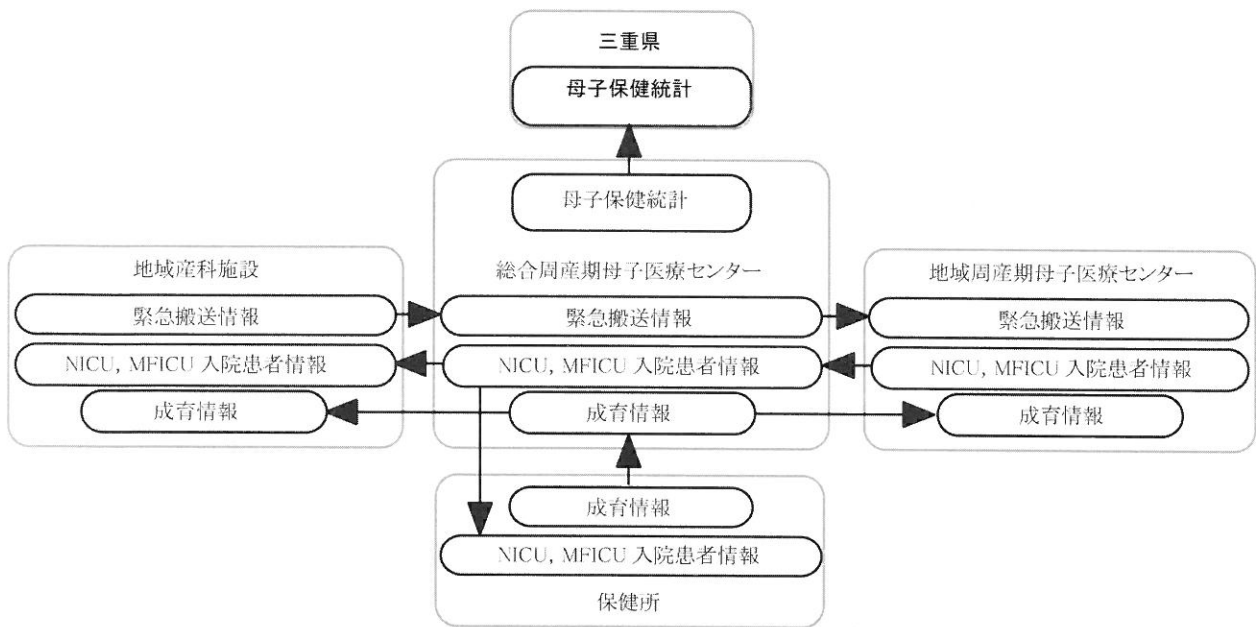 三重県
母子保健統計
母子保健統計
地域産科施設
緊急搬送情報
NICU, MFICU 入院患者情報
成育情報
総合周産期母子医療センター
緊急搬送情報
NICU, MFICU 入院患者情報
成育情報
地域周産期母子医療センター
緊急搬送情報
NICU, MFICU 入院患者情報
成育情報
成育情報
NICU, MFICU 入院患者情報
保健所